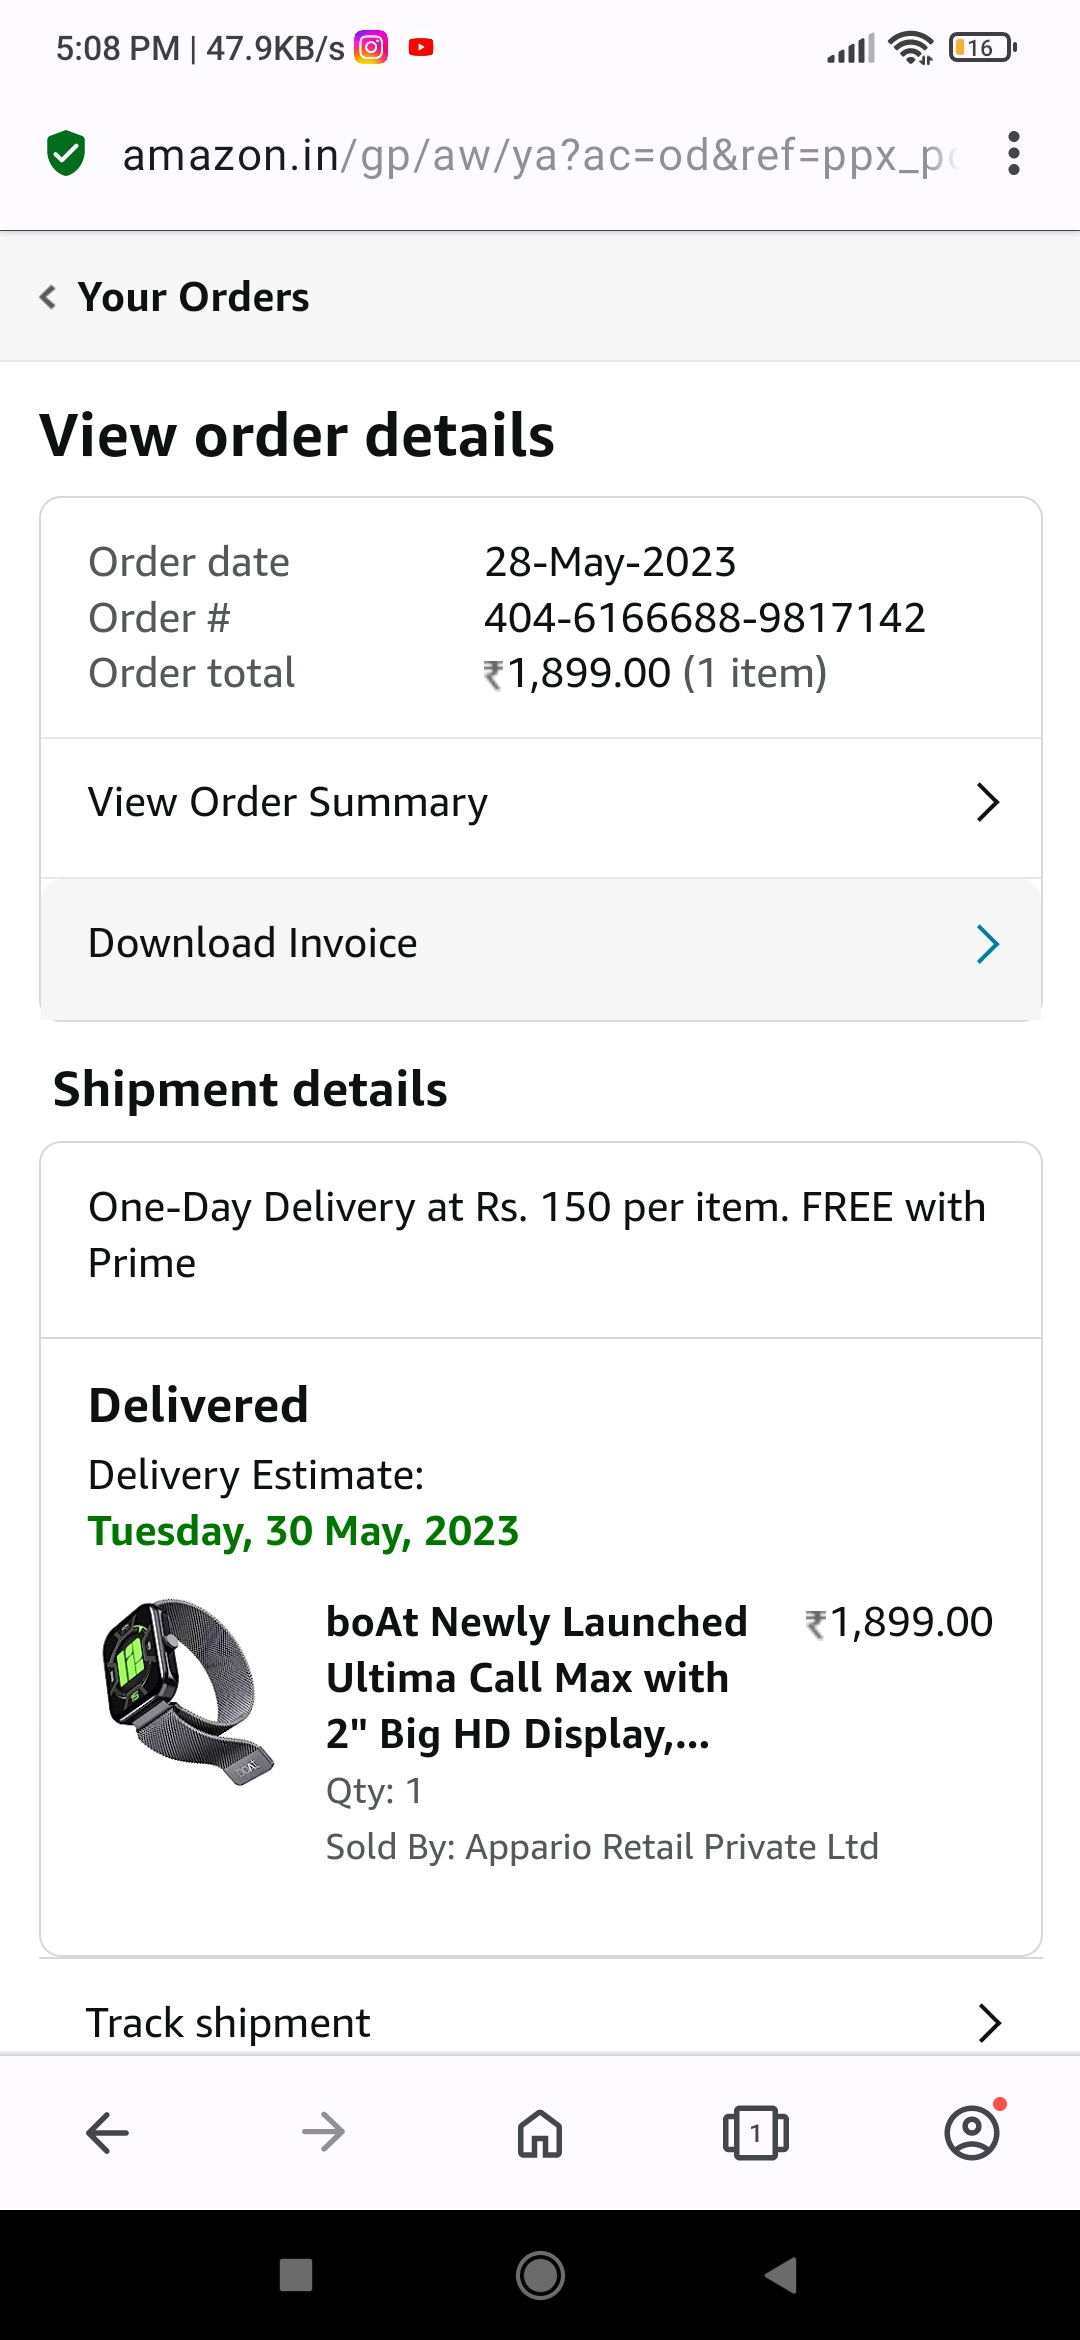 5:08 PM | 47.9KB/s
16
amazon.in/gp/aw/ya?ac=od&ref=ppx_p
Your Orders
View order details
Order date 28-May-2023
Order # 404-6166688-9817142
Order total ₹1,899.00 (1 item)
View Order Summary
Download Invoice
Shipment details
One-Day Delivery at Rs. 150 per item. FREE with
Prime
Delivered
Delivery Estimate:
Tuesday, 30 May, 2023
boAt Newly Launched ₹1,899.00
Ultima Call Max with
2" Big HD Display,...
Qty: 1
Sold By: Appario Retail Private Ltd
Track shipment
1